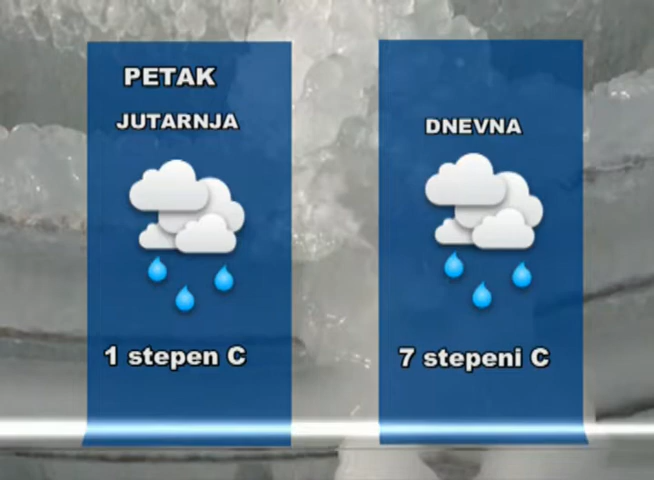 PETAK
JUTARNJA
1 stepen C
DNEVNA
7 stepeni C